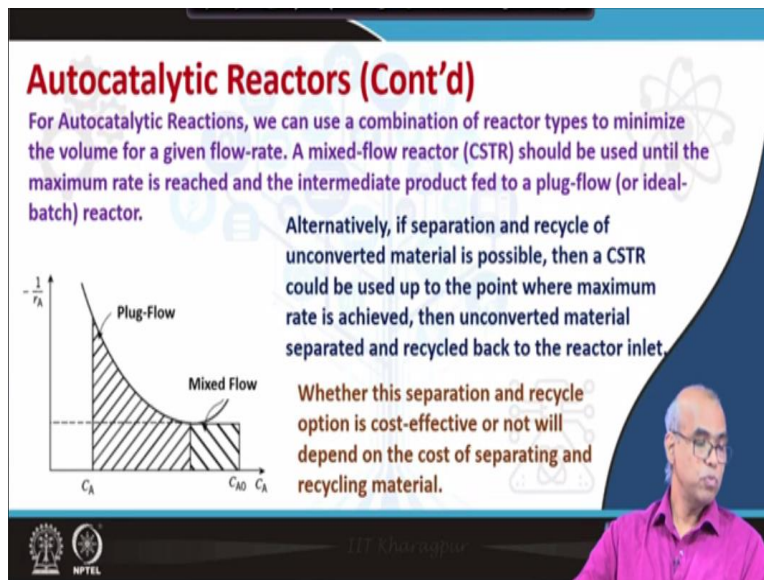 Autocatalytic Reactors (Cont'd)
For Autocatalytic Reactions, we can use a combination of reactor types to minimize
the volume for a given flow-rate. A mixed-flow reactor (CSTR) should be used until the
maximum rate is reached and the intermediate product fed to a plug-flow (or ideal-
batch) reactor.
Alternatively, if separation and recycle of
unconverted material is possible, then a CSTR
could be used up to the point where maximum
rate is achieved, then unconverted material
separated and recycled back to the reactor inlet.
- 1/rA
Plug-Flow
Mixed Flow
CA
CA0 CA
Whether this separation and recycle
option is cost-effective or not will
depend on the cost of separating and
recycling material.
NPTEL
IIT Kharagpur